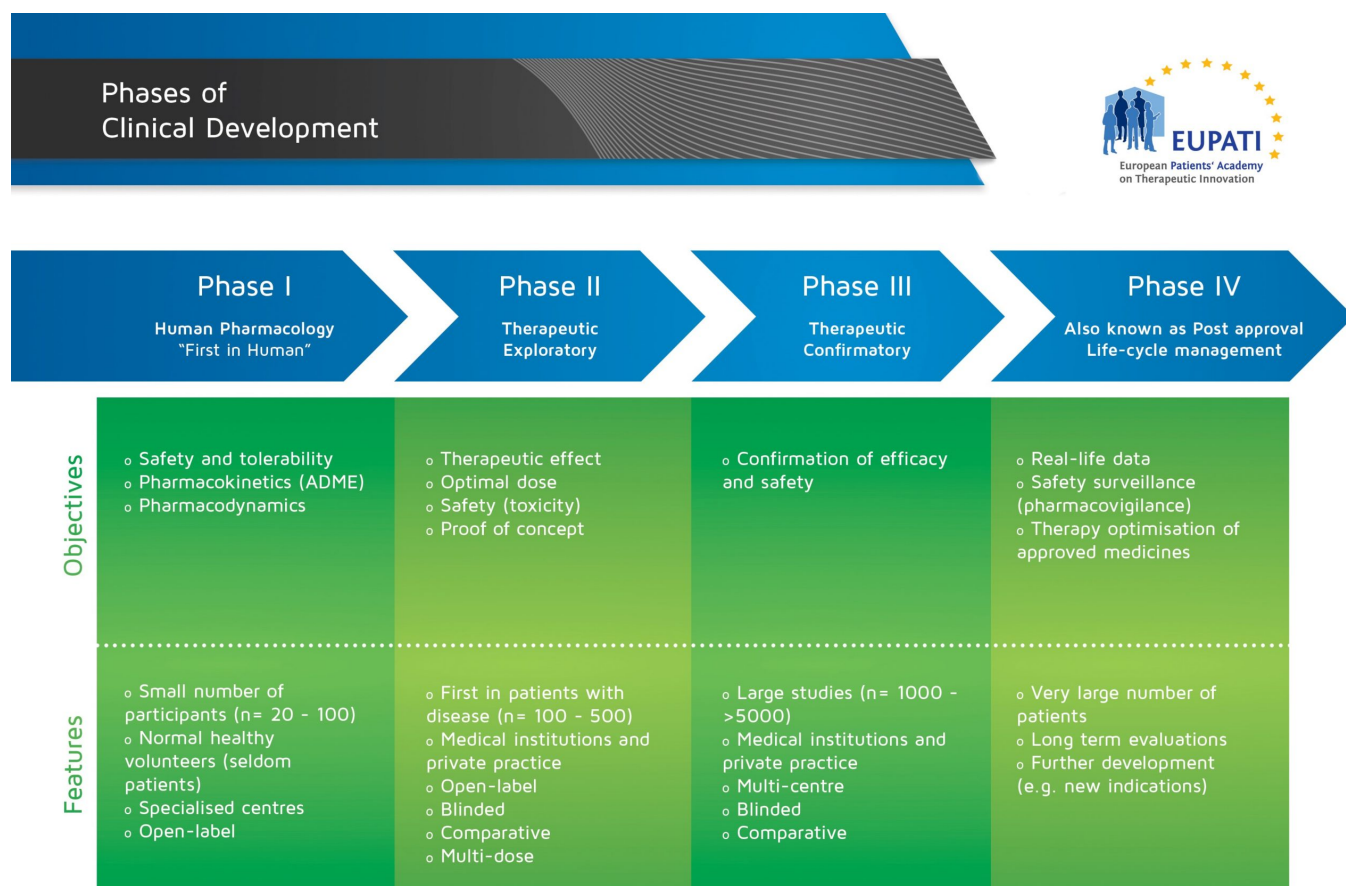 Phases of
Clinical Development
EUPATI
European Patients' Academy
on Therapeutic Innovation
Phase I
Human Pharmacology
“First in Human”
Phase II
Therapeutic
Exploratory
Phase III
Therapeutic
Confirmatory
Phase IV
Also known as Post approval
Life-cycle management
Objectives
o Safety and tolerability
o Pharmacokinetics (ADME)
o Pharmacodynamics
o Therapeutic effect
o Optimal dose
o Safety (toxicity)
o Proof of concept
o Confirmation of efficacy
and safety
o Real-life data
o Safety surveillance
(pharmacovigilance)
o Therapy optimisation of
approved medicines
Features
o Small number of
participants (n= 20 - 100)
o Normal healthy
volunteers (seldom
patients)
o Specialised centres
o Open-label
o First in patients with
disease (n= 100 - 500)
o Medical institutions and
private practice
o Open-label
o Blinded
o Comparative
o Multi-dose
o Large studies (n= 1000 -
>5000)
o Medical institutions and
private practice
o Multi-centre
o Blinded
o Comparative
o Very large number of
patients
o Long term evaluations
o Further development
(e.g. new indications)